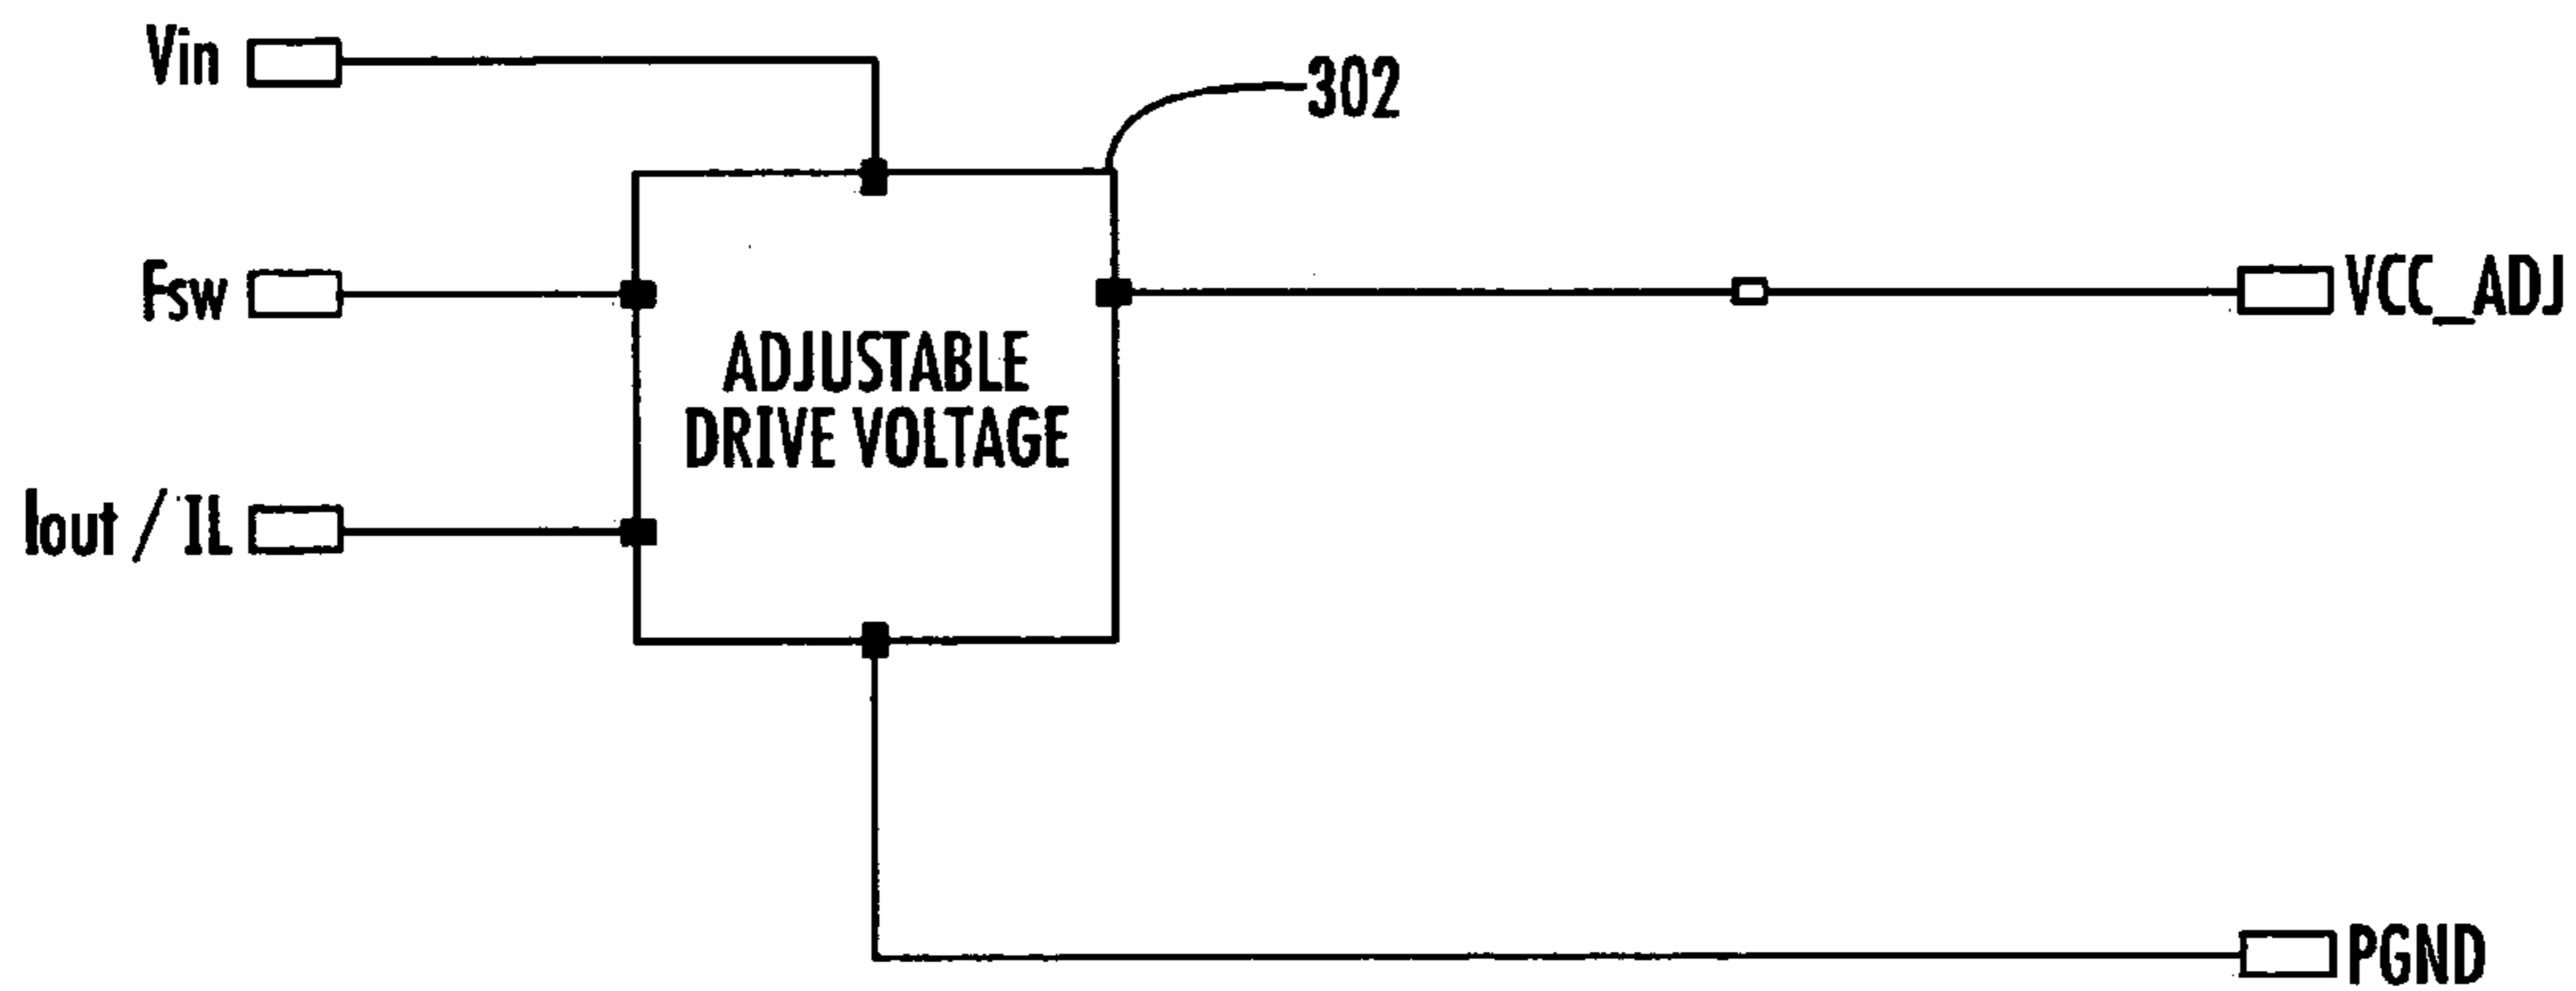 Vin
302
Fsw
VCC_ADJ
ADJUSTABLE
DRIVE VOLTAGE
Iout / IL
PGND